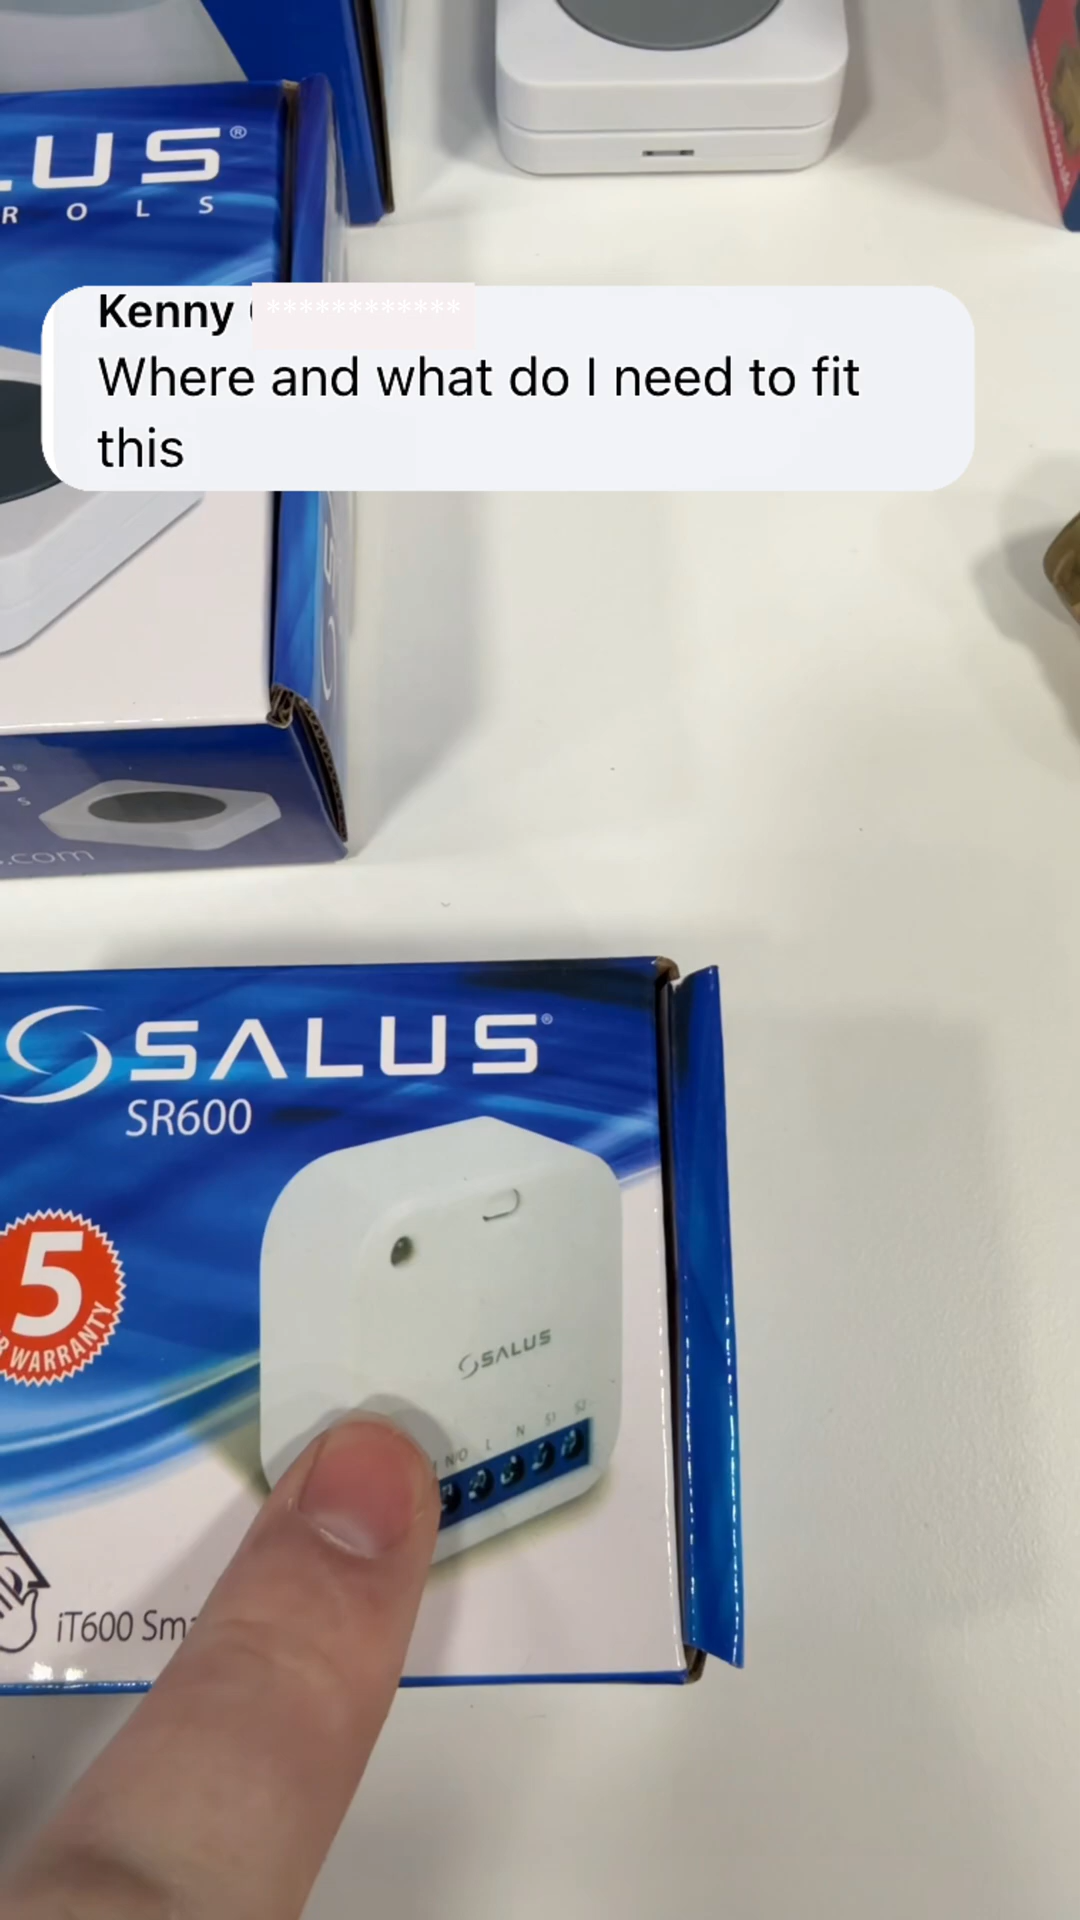 LUS®
R O L S
Kenny
************
Where and what do I need to fit
this
.com
SALUS®
SR600
5
WARRANTY
SALUS
N/O L N S1 S2
iT600 Sm